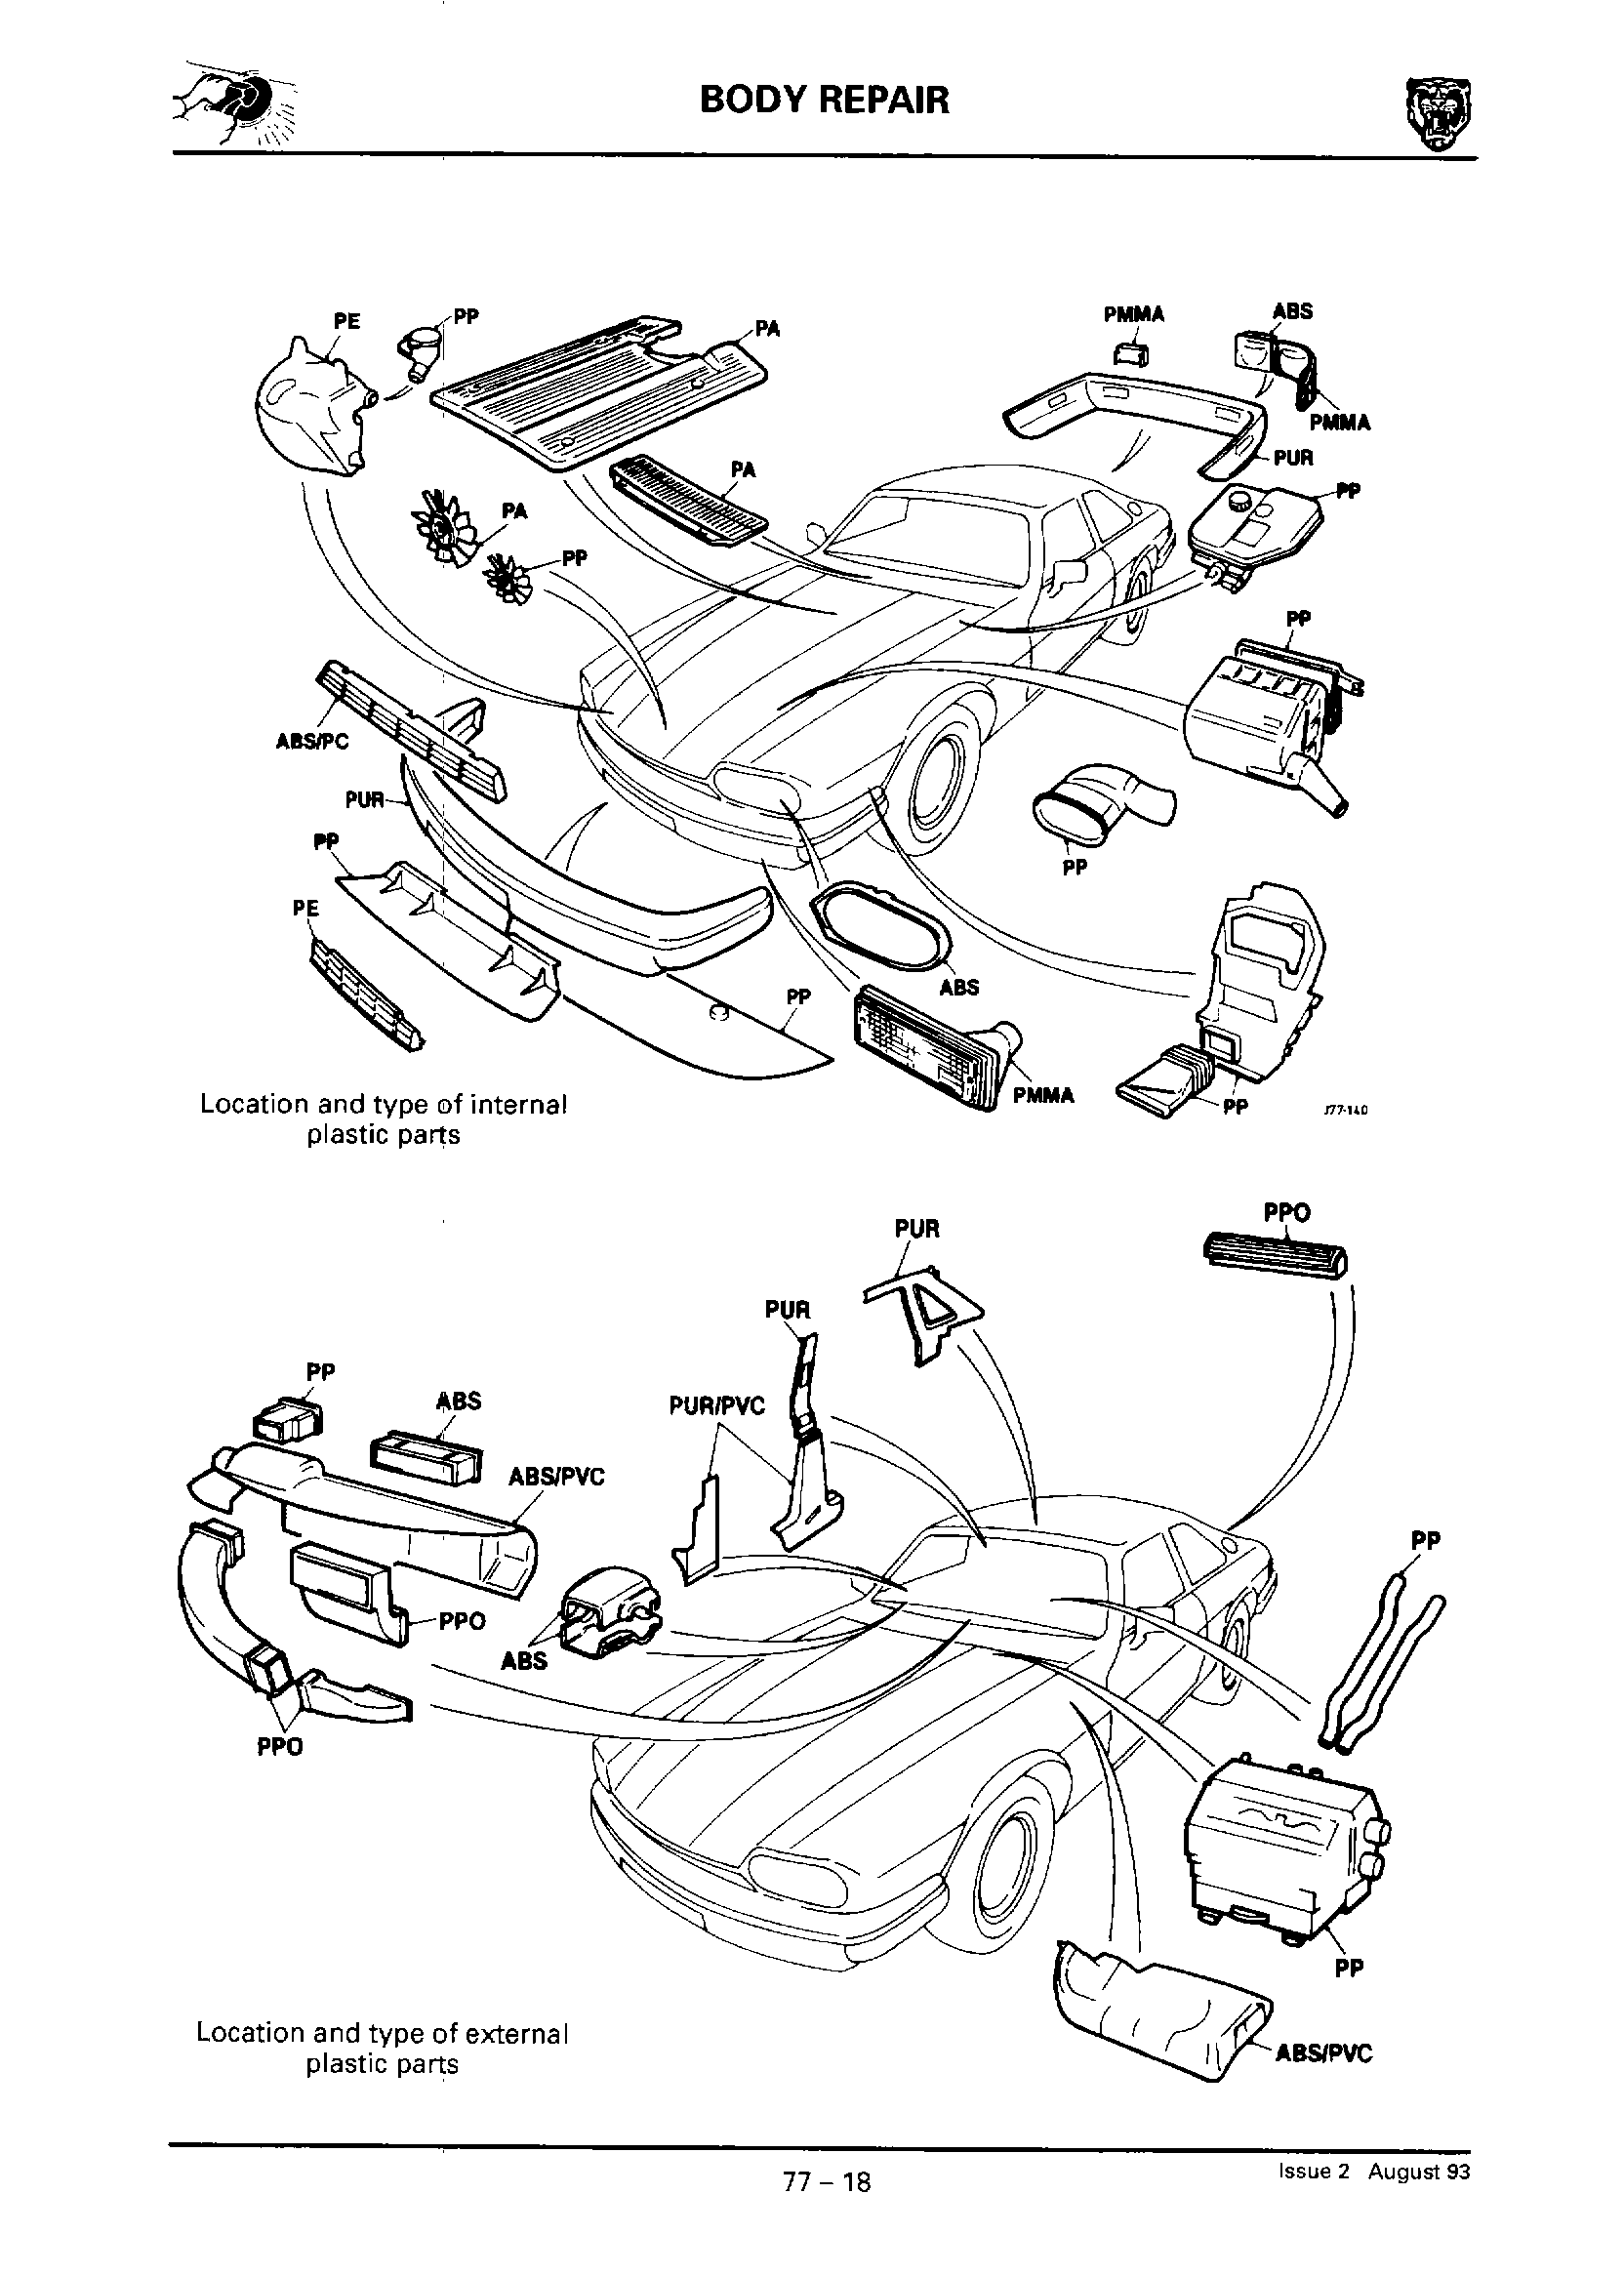 BODY REPAIR
PE
PP
PA
PMMA
ABS
PMMA
PUR
PA
PP
PA
PP
PP
ABS/PC
PUR
PP
PP
PE
ABS
PP
PMMA
PP
J77-140
Location and type of internal
plastic parts
PPO
PUR
PUR
PP
ABS
PUR/PVC
ABS/PVC
PP
PPO
ABS
PPO
PP
Location and type of external
plastic parts
ABS/PVC
77 – 18
Issue 2 August 93